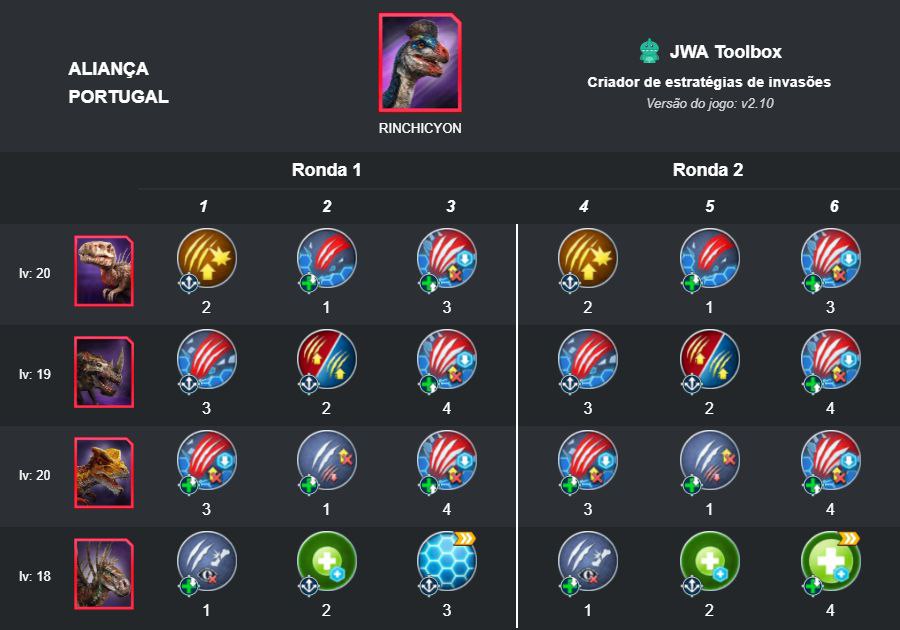 ALIANÇA
PORTUGAL
RINCHICYON
JWA Toolbox
Criador de estratégias de invasões
Versão do jogo: v2.10
Ronda 1 Ronda 2
1 2 3 4 5 6
lv: 20
2 1 3 2 1 3
lv: 19
3 2 4 3 2 4
lv: 20
3 1 4 3 1 4
lv: 18
1 2 3 1 2 4